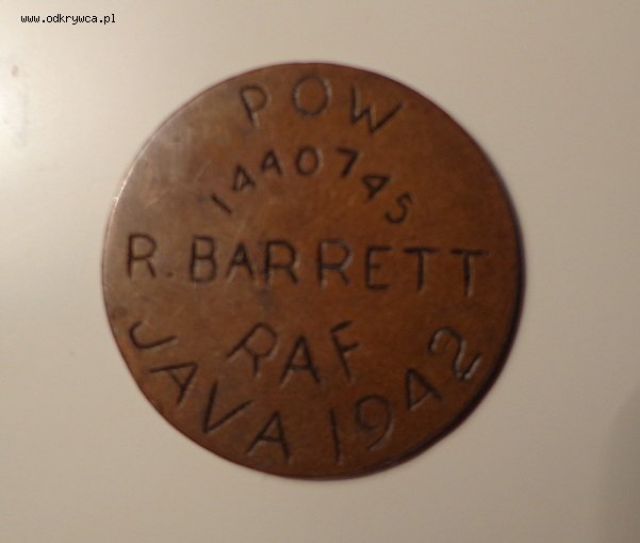 www.odkrywca.pl
POW
1440745
R. BARRETT
RAF
JAVA 1942